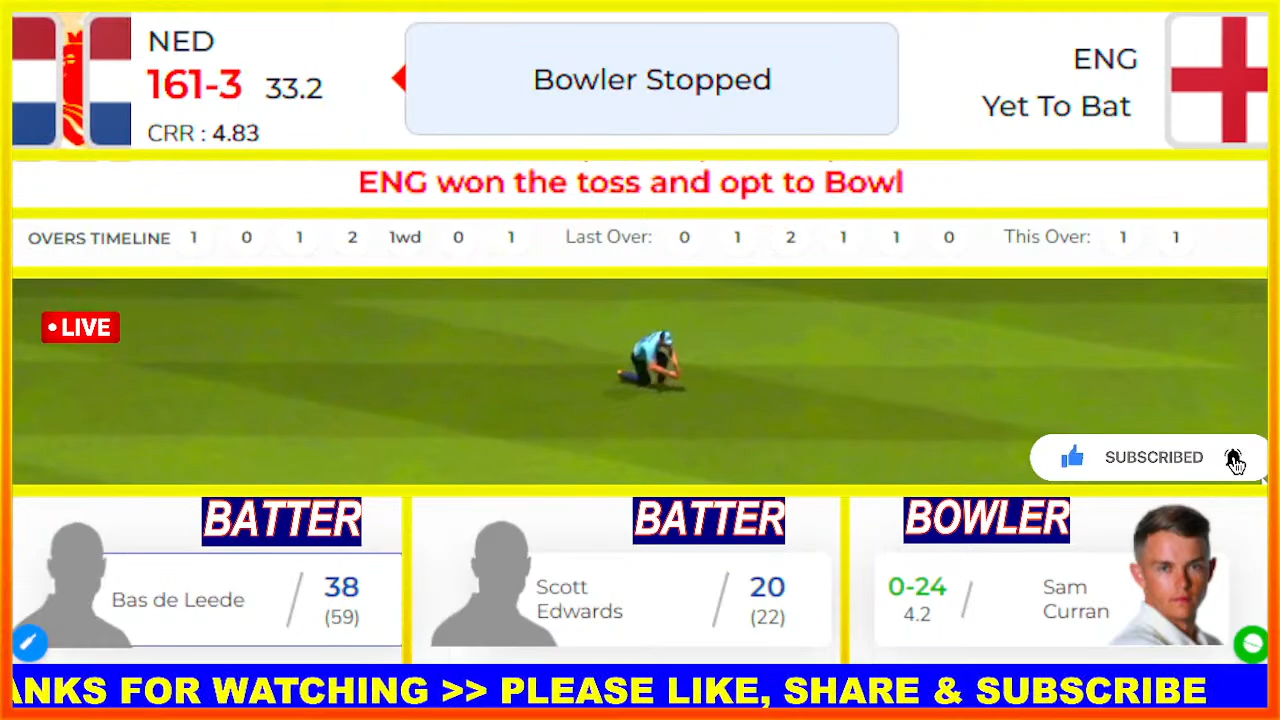 NED
161-3 33.2
CRR : 4.83
Bowler Stopped
ENG
Yet To Bat
ENG won the toss and opt to Bowl
OVERS TIMELINE 1 0 1 2 1wd 0 1 Last Over: 0 1 2 1 1 0 This Over: 1 1
• LIVE
SUBSCRIBED
BATTER
Bas de Leede 38
(59)
BATTER
Scott
Edwards
20
(22)
BOWLER
0-24
4.2
Sam
Curran
ANKS FOR WATCHING >> PLEASE LIKE, SHARE & SUBSCRIBE